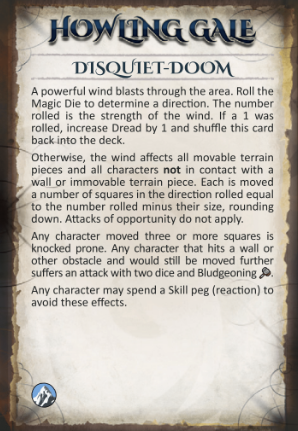 HOWLING GALE
DISQUIET-DOOM
A powerful wind blasts through the area. Roll the
Magic Die to determine a direction. The number
rolled is the strength of the wind. If a 1 was
rolled, increase Dread by 1 and shuffle this card
back into the deck.
Otherwise, the wind affects all movable terrain
pieces and all characters not in contact with a
wall or immovable terrain piece. Each is moved
a number of squares in the direction rolled equal
to the number rolled minus their size, rounding
down. Attacks of opportunity do not apply.
Any character moved three or more squares is
knocked prone. Any character that hits a wall or
other obstacle and would still be moved further
suffers an attack with two dice and Bludgeoning .
Any character may spend a Skill peg (reaction) to
avoid these effects.